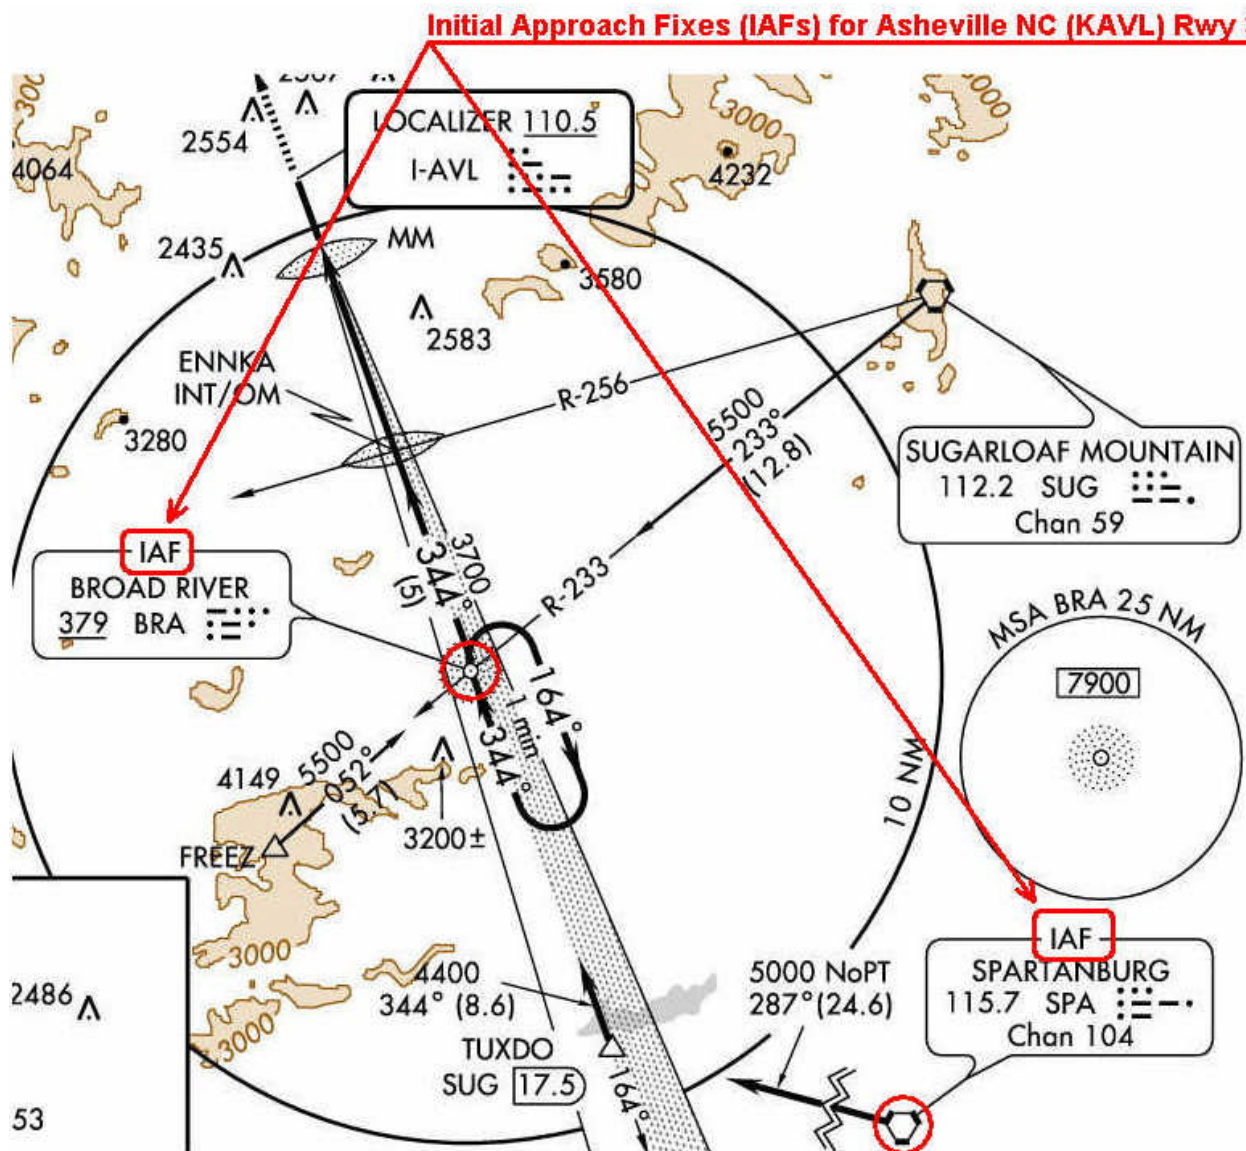 Initial Approach Fixes (IAFs) for Asheville NC (KAVL) Rwy
2554
4064
LOCALIZER 110.5
I-AVL
3000
4232
2435
MM
3580
2583
ENNKA
INT/OM
R-256
3280
5500
233°
(12.8)
SUGARLOAF MOUNTAIN
112.2 SUG
Chan 59
IAF
BROAD RIVER
379 BRA
3700
344°
(5)
R-233
MSA BRA 25 NM
7900
164°
1 min
344°
10 NM
4149
5500
052°
(5.7)
3200±
FREEZ
3000
3000
2486
4400
344° (8.6)
TUXDO
SUG 17.5
164°
5000 NoPT
287° (24.6)
IAF
SPARTANBURG
115.7 SPA
Chan 104
53